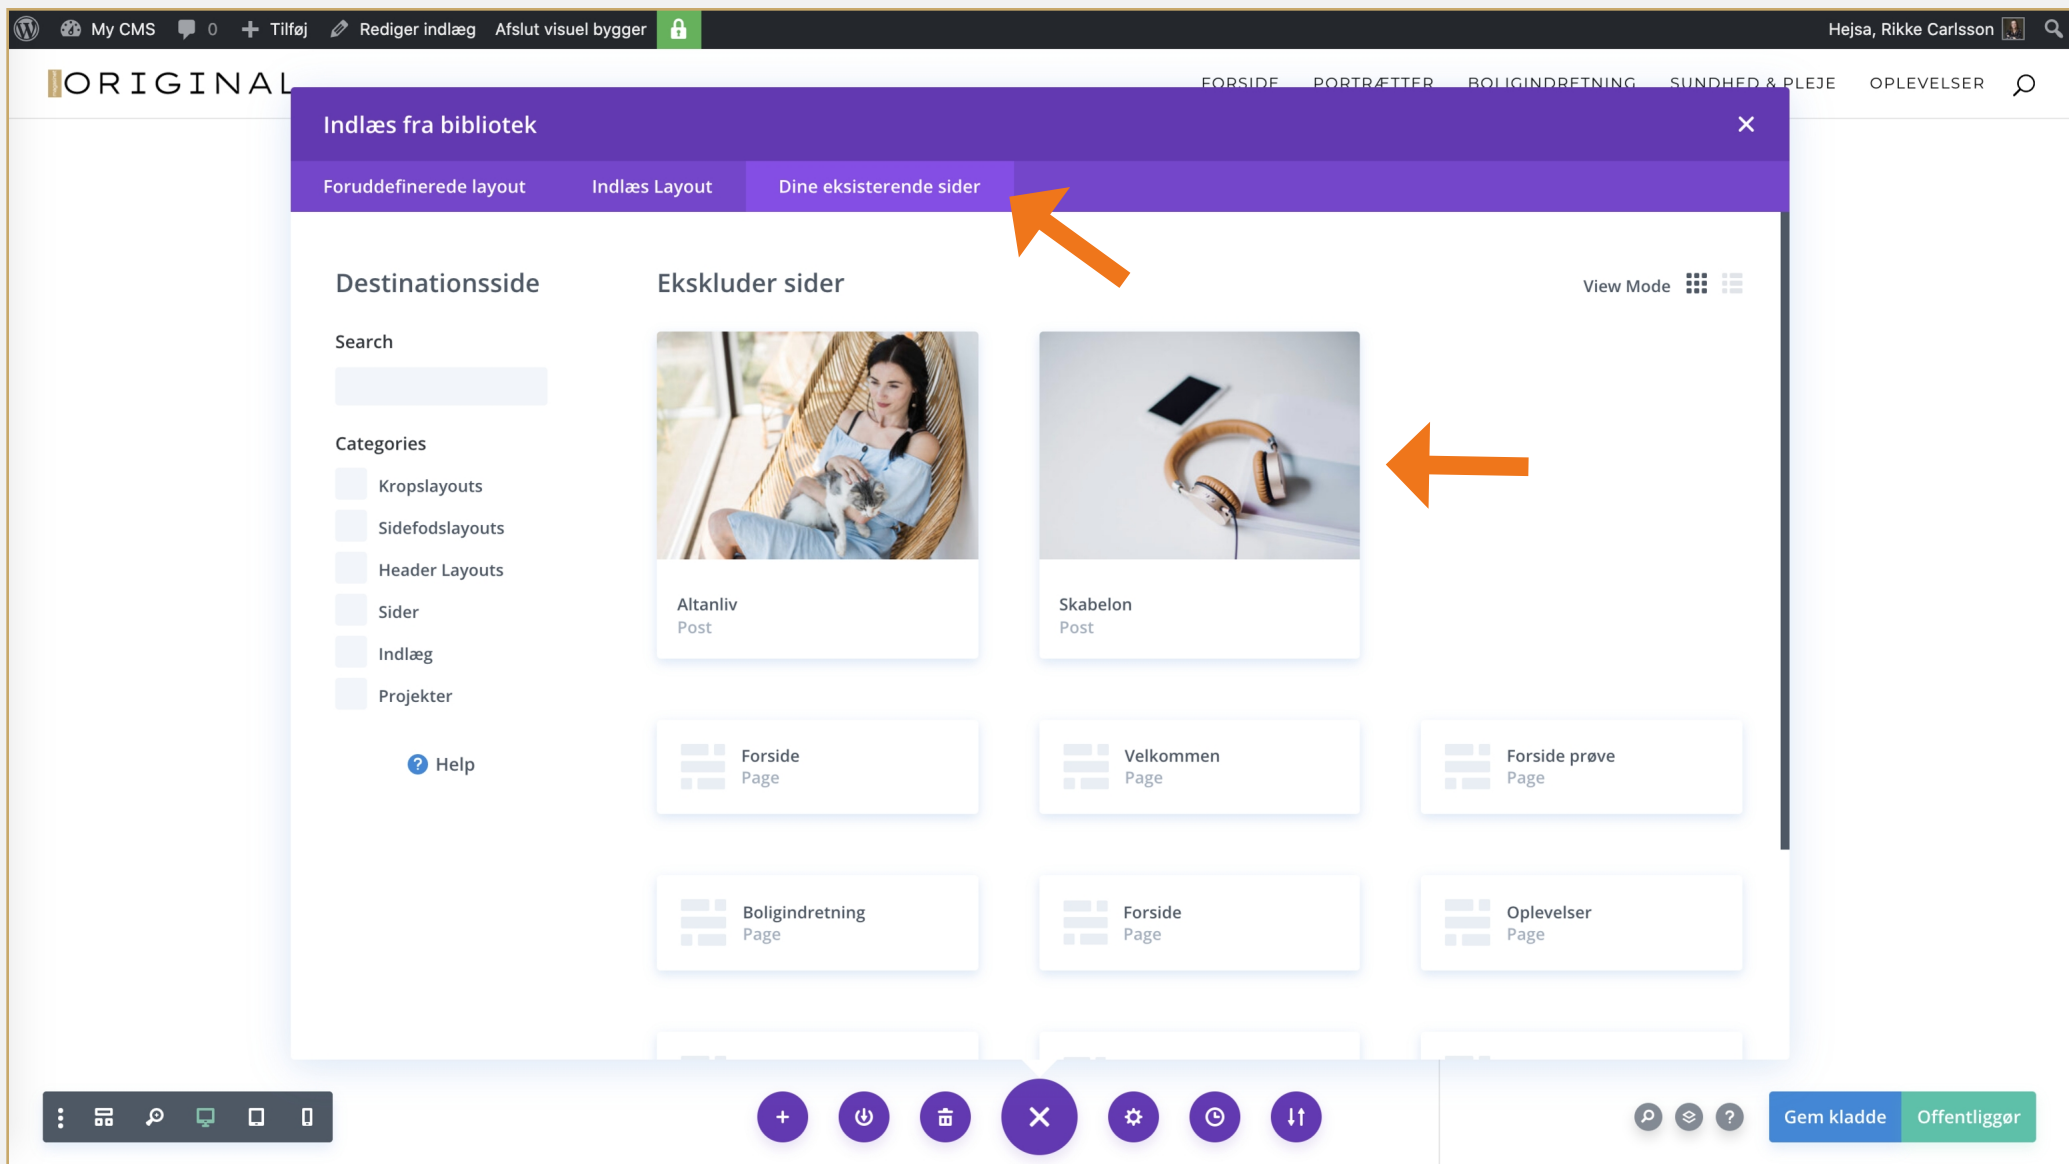 My CMS 0 Tilføj Rediger indlæg Afslut visuel bygger Hejsa, Rikke Carlsson
ORIGINAL FORSIDE PORTRÆTTER BOLIGINDRETNING SUNDHED & PLEJE OPLEVELSER
Indlæs fra bibliotek
Foruddefinerede layout Indlæs Layout Dine eksisterende sider
Destinationsside
Search
Categories
Kropslayouts
Sidefodslayouts
Header Layouts
Sider
Indlæg
Projekter
? Help
Ekskluder sider View Mode
Altanliv
Post
Skabelon
Post
Forside
Page
Velkommen
Page
Forside prøve
Page
Boligindretning
Page
Forside
Page
Oplevelser
Page
? Gem kladde Offentliggør